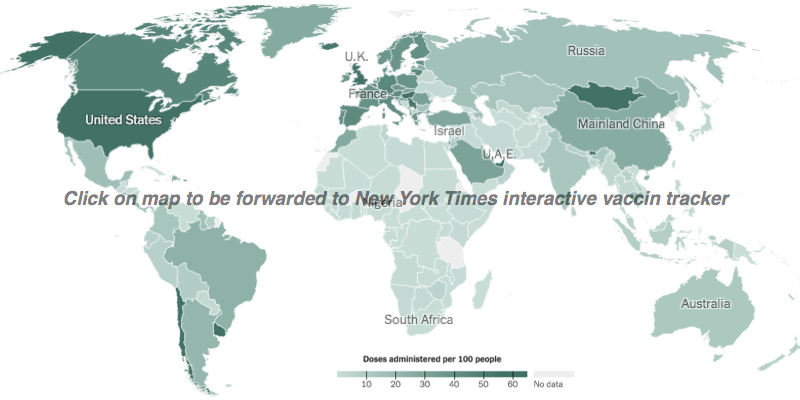 U.K.
Russia
France
United States
Israel
Mainland China
U.A.E.
Click on map to be forwarded to New York Times interactive vaccin tracker
Nigeria
Australia
South Africa
Doses administered per 100 people
10 20 30 40 50 60 No data